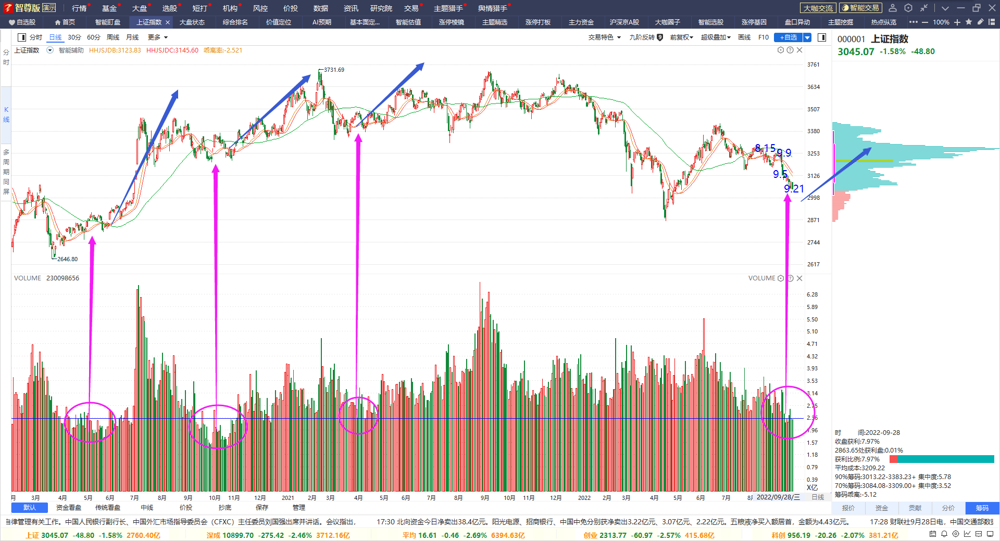 智尊版 演示 行情 基金 大盘 选股 短打 机构 风控 价投 数据 资讯 研究院 交易 主题猎手 舆情猎手 大咖交流 智能交易
自选股 首页 智能盯盘 上证指数 大盘状态 综合排名 价值定位 AI预期 基本面定... 智能估值 涨停棱镜 主题精选 涨停打板 主力资金 沪深京A股 大咖圈子 智能选股 涨停基因 盘口异动 主题挖掘 热点纵览 100%
分时 日线 30分 60分 周线 月线 更多 交易特色 九阶反转 9 前复权 超级叠加 画线 F10 +自选
000001 上证指数
3045.07 -1.58% -48.80
上证指数 智能辅助 HHJSJDB:3123.83 HHJSJDC:3145.60 乖离率:-2.521
分时
K线
多周期同屏
3761
3731.69
3634
3507
3380
8.15
9.9
3253
9.5
3126
9.21
2998
2871
2744
2646.80
2617
VOLUME 230098656 VOLUME
6.28
5.89
5.50
5.10
4.71
4.32
3.93
3.53
3.14
2.75
2.36
1.96
1.57
1.18
0.79
0.39
X亿
时 间:2022-09-28
收盘获利:7.97%
2863.65处获利盘:0.01%
获利比例:7.97%
平均成本:3209.22
90%筹码:3013.22-3383.23+ 集中度:5.78
70%筹码:3084.08-3309.00+ 集中度:3.52
筹码乖离:-5.12
月 3月 4月 5月 6月 7月 8月 9月 10月 11月 12月 2021 2月 3月 4月 5月 6月 7月 8月 9月 10月 11月 12月 2022 2月 3月 4月 5月 6月 7月 8月 2022/09/28/三 日线
默认 资金看盘 传统看盘 中线 价投 抄底 保存 管理 报价 资金 贡献 分价 筹码
自律管理有关工作。中国人民银行副行长、中国外汇市场指导委员会（CFXC）主任委员刘国强出席并讲话。会议指出， 17:30 北向资金今日净卖出38.4亿元。阳光电源、招商银行、中国中免分别获净卖出3.22亿元、3.07亿元、2.22亿元。五粮液净买入额居首，金额为4.43亿元。 17:28 财联社9月28日电，中国交通部数据
上证 3045.07 -48.80 -1.58% 2760.40亿 深成 10899.70 -275.42 -2.46% 3712.16亿 平均 16.61 -0.46 -2.69% 6394.63亿 创业 2313.77 -60.97 -2.57% 415.68亿 科创 956.19 -20.26 -2.07% 381.21亿